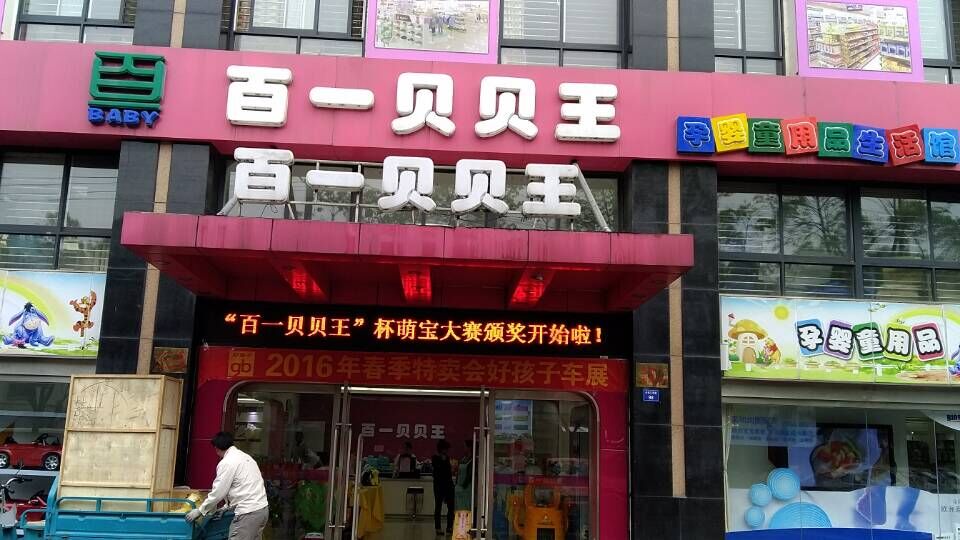 百
BABY
百一贝贝王
孕婴童用品生活馆
百一贝贝王
“百一贝贝王”杯萌宝大赛颁奖开始啦！
gb
2016年春季特卖会好孩子车展
孕婴童用品
百一贝贝王